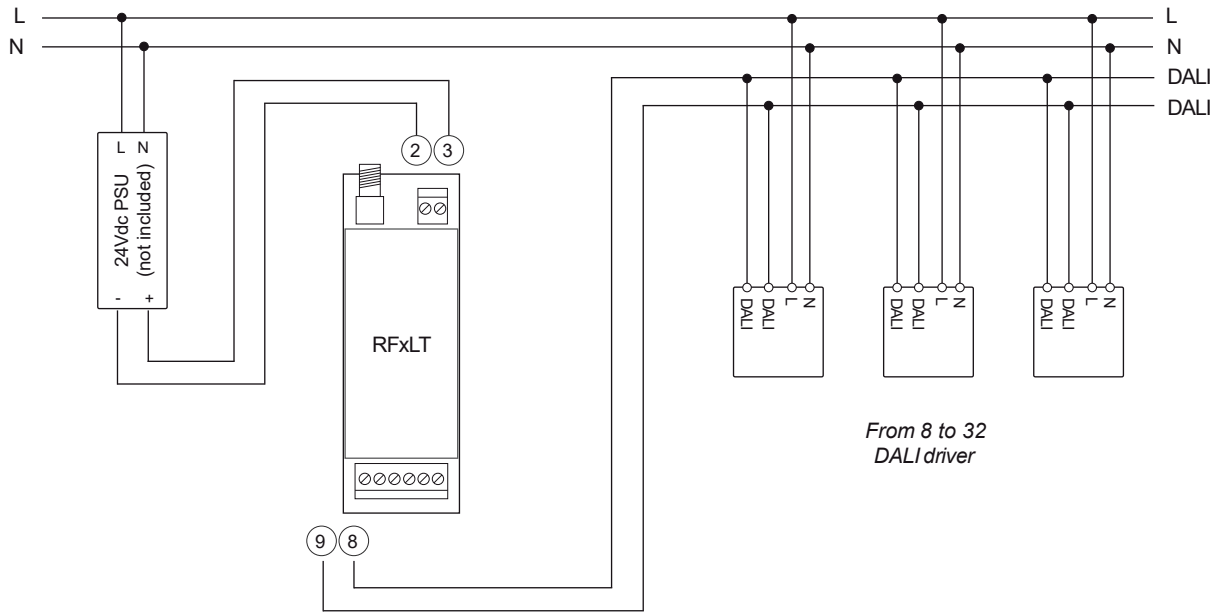 L
L
N
N
DALI
DALI
L N
24Vdc PSU
(not included)
- +
2
3
RFxLT
9
8
DALI
DALI
L
N
DALI
DALI
L
N
DALI
DALI
L
N
From 8 to 32
DALI driver